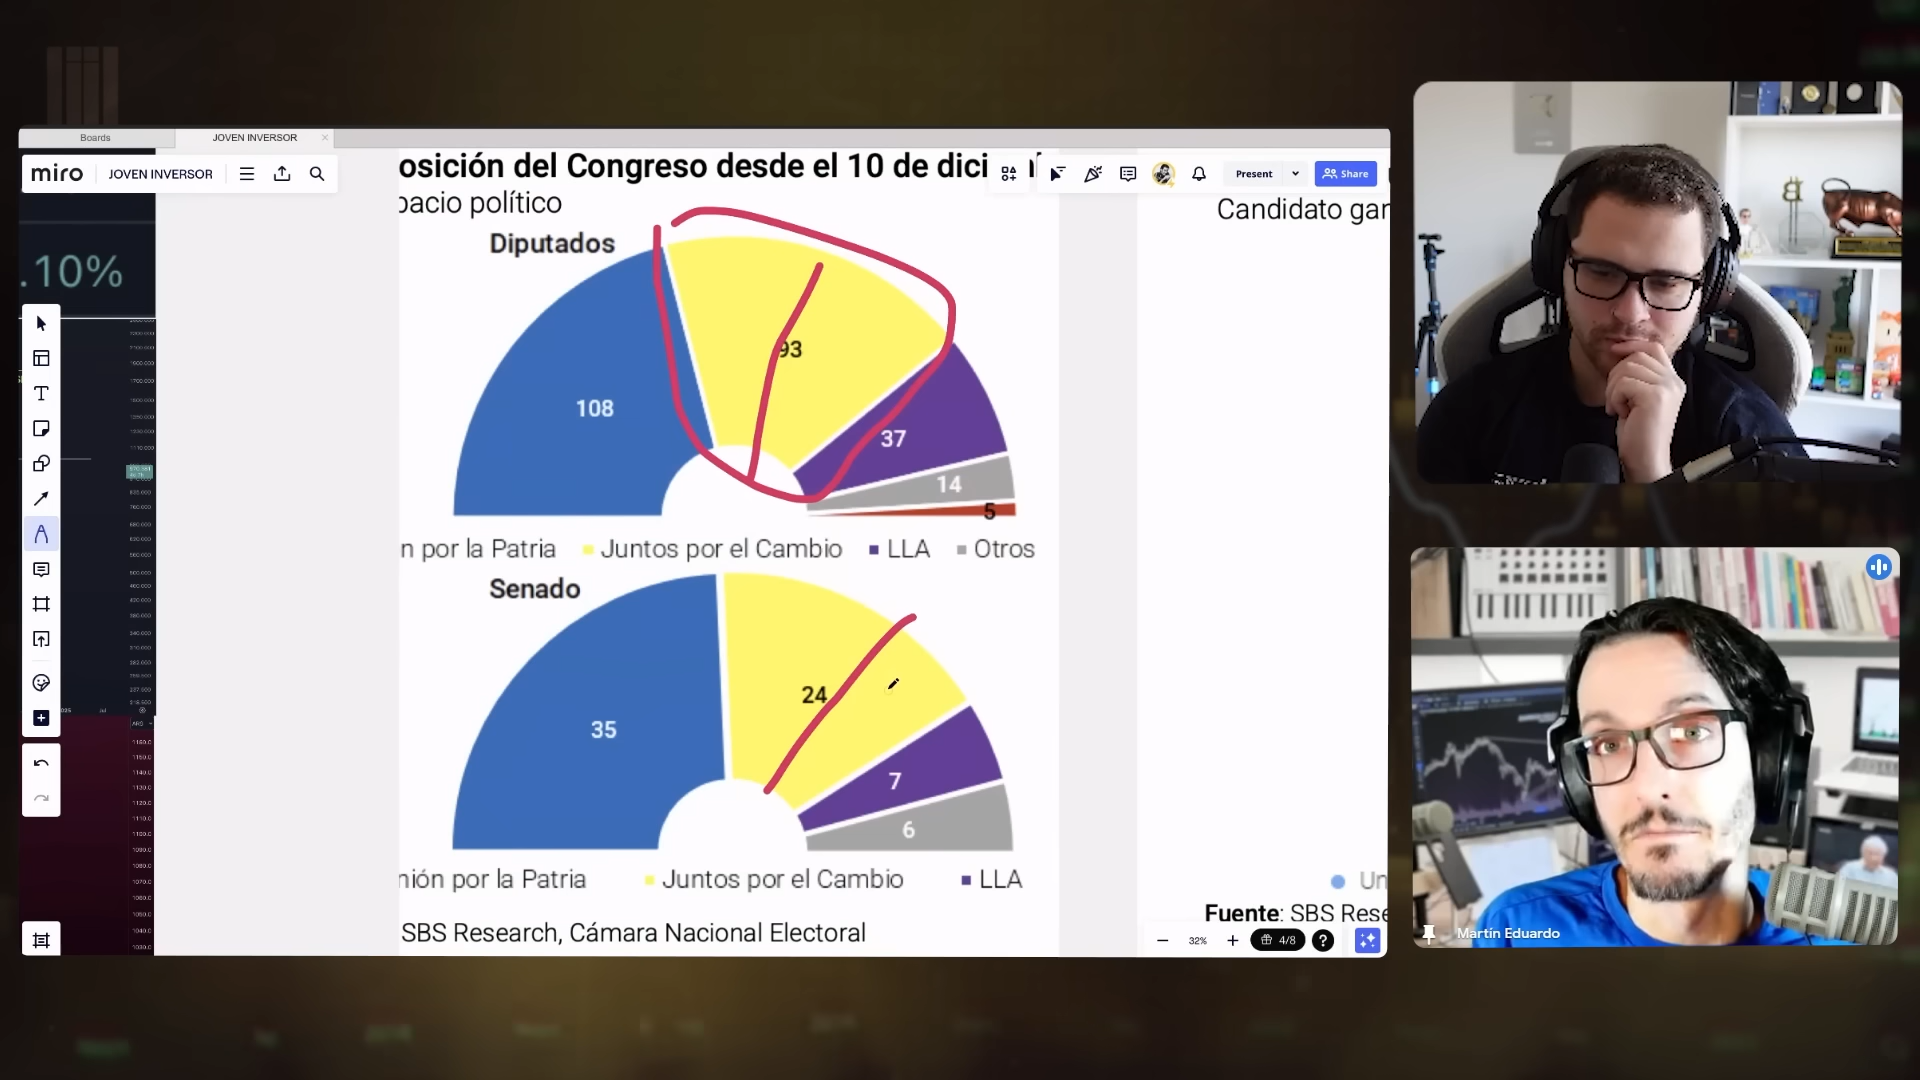 Boards
JOVEN INVERSOR
miro
JOVEN INVERSOR
Present
Share
osición del Congreso desde el 10 de dici
pacio político
Candidato gar
Diputados
.10%
93
108
37
14
5
n por la Patria
Juntos por el Cambio
LLA
Otros
Senado
24
35
7
6
nión por la Patria
Juntos por el Cambio
LLA
Un
Fuente: SBS Rese
SBS Research, Cámara Nacional Electoral
32%
4/8
Martín Eduardo